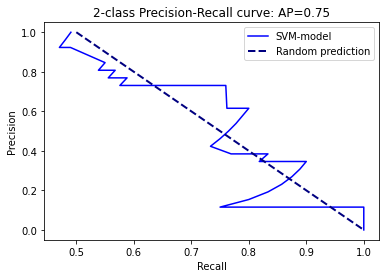 2-class Precision-Recall curve: AP=0.75
SVM-model
Random prediction
Precision
1.0
0.8
0.6
0.4
0.2
0.0
0.5 0.6 0.7 0.8 0.9 1.0
Recall